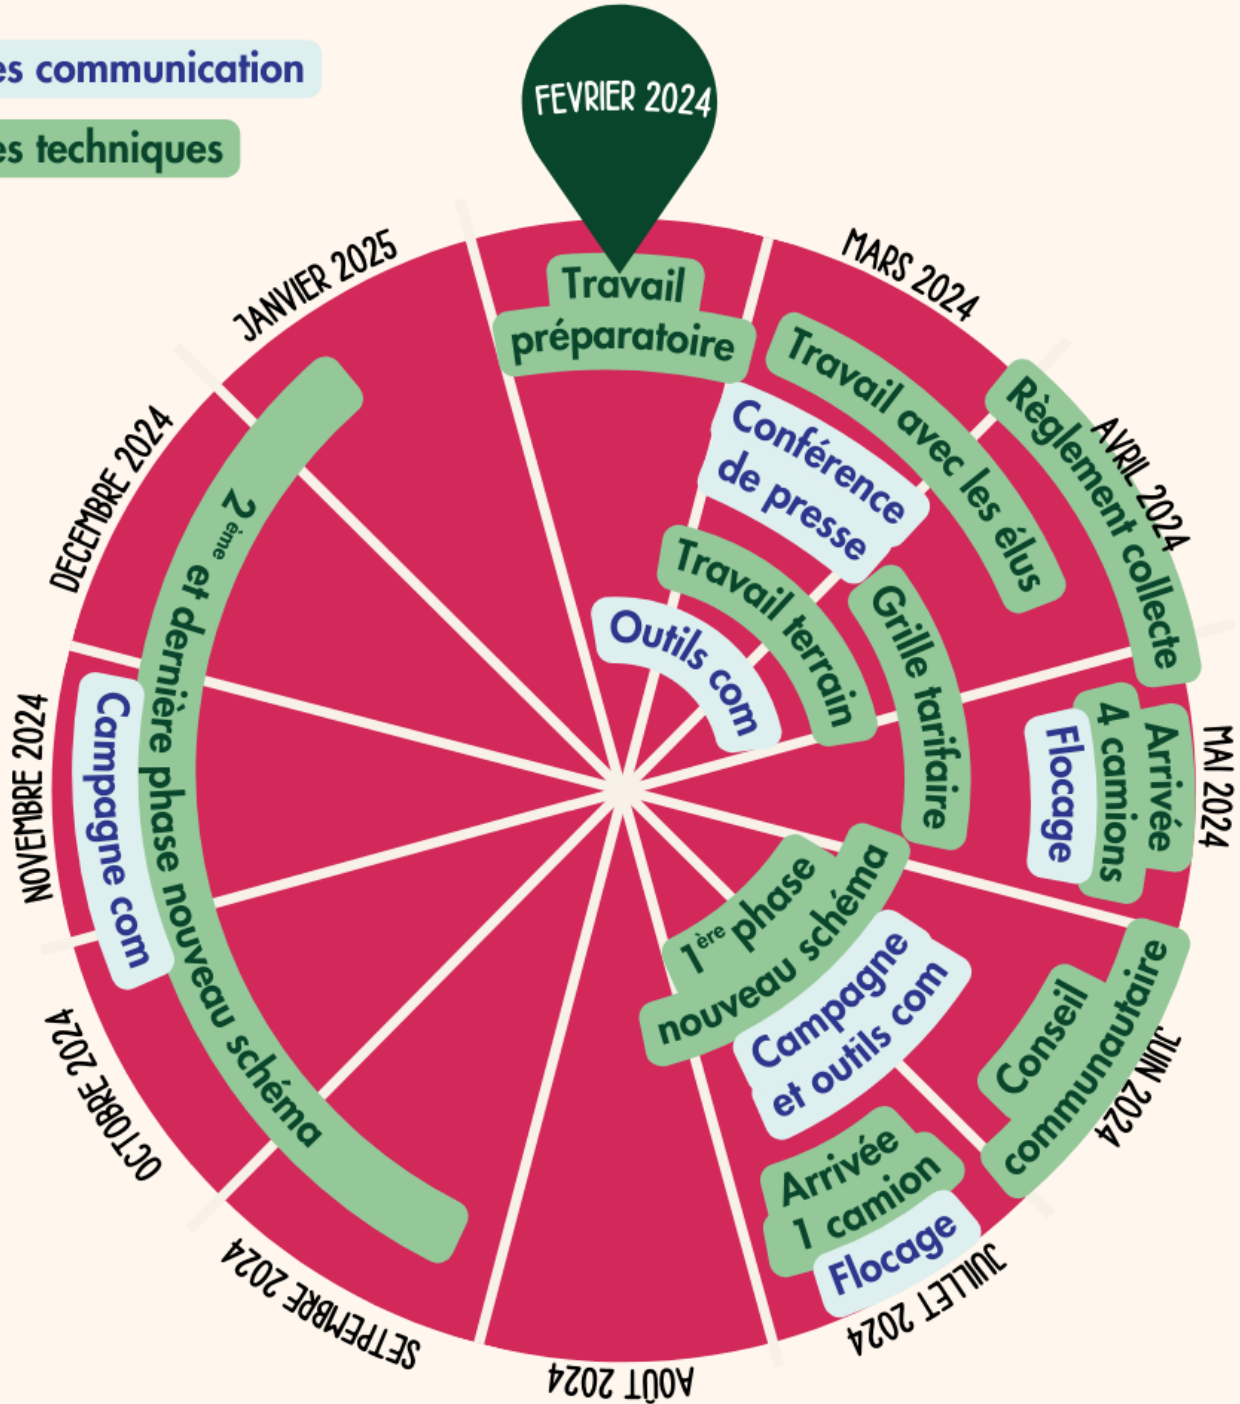 es communication
es techniques
FEVRIER 2024
Travail
préparatoire
MARS 2024
Travail avec les élus
Conférence
de presse
Travail terrain
Outils com
AVRIL 2024
Règlement collecte
Grille tarifaire
MAI 2024
Arrivée
4 camions
Flocage
JUIN 2024
Conseil
communautaire
1ère phase
nouveau schéma
Campagne
et outils com
JUILLET 2024
Arrivée
1 camion
Flocage
AOÛT 2024
SETPEMBRE 2024
OCTOBRE 2024
NOVEMBRE 2024
Campagne com
2ème et dernière phase nouveau schéma
DECEMBRE 2024
JANVIER 2025